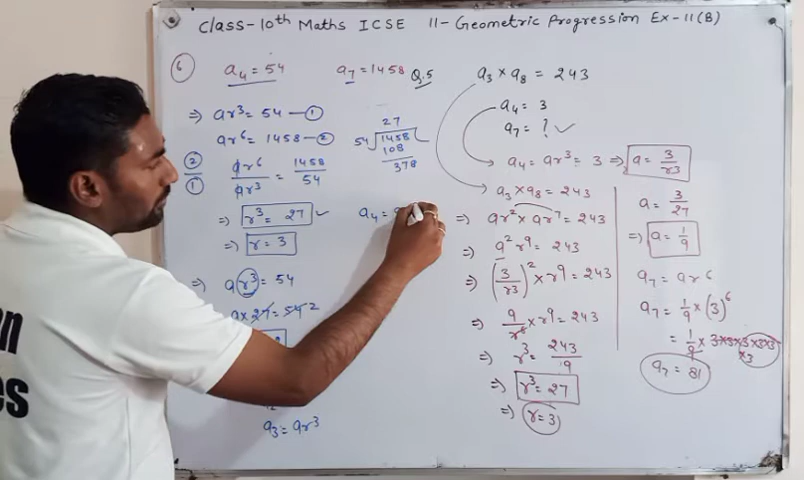 Class-10th Maths ICSE 11-Geometric Progression Ex-11(B)
6
a₄ = 54 a₇ = 1458
⇒ ar³ = 54 — ①
ar⁶ = 1458 — ②
②/① ar⁶/ar³ = 1458/54
⇒ r³ = 27 ✓
⇒ r = 3
⇒ a r³ = 54
a × 27 = 54 2
a₃ = ar³
27
54 1458
108
378
a₄ =
Q.5
a₃ × a₈ = 243
a₄ = 3
a₇ = ? ✓
a₄ = ar³ = 3 ⇒ a = 3/r³
a₃ × a₈ = 243
⇒ ar² × ar⁷ = 243
⇒ a² r⁹ = 243
⇒ (3/r³)² × r⁹ = 243
⇒ 9/r⁶ × r⁹ = 243
⇒ r³ = 243/9
⇒ r³ = 27
⇒ r = 3
a = 3/27
⇒ a = 1/9
a₇ = ar⁶
a₇ = 1/9 × (3)⁶
= 1/9 × 3×3×3×3×3
×3
a₇ = 81
es